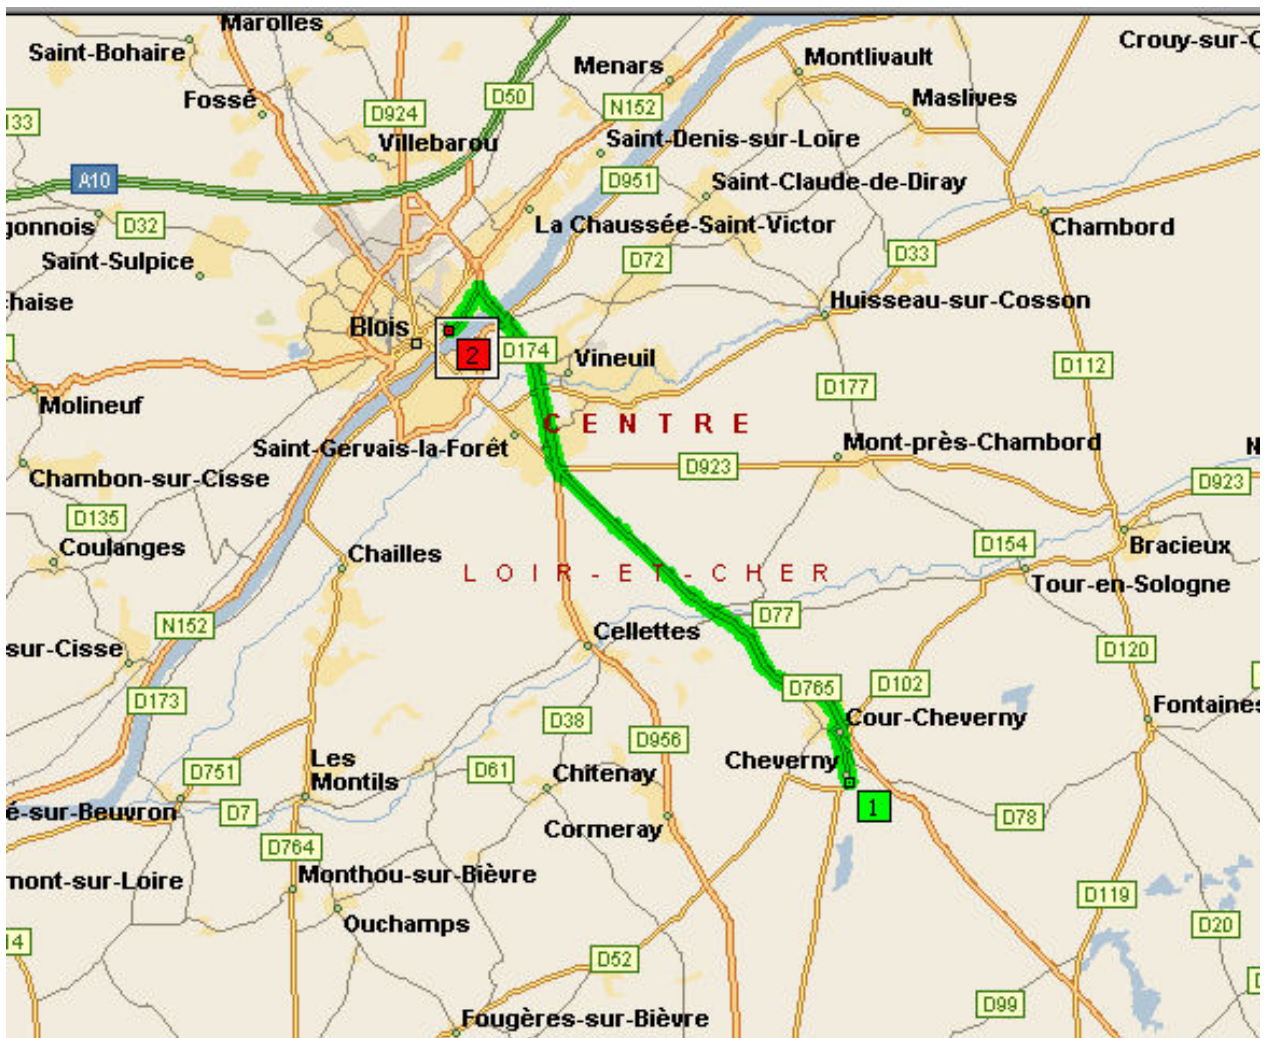 Marolles
Saint-Bohaire
Crouy-sur-C
Montlivault
Menars
Fossé
D50
Maslives
D924
N152
133
Villebarou
Saint-Denis-sur-Loire
A10
D951
Saint-Claude-de-Diray
gonnois
D32
La Chaussée-Saint-Victor
Chambord
Saint-Sulpice
D72
D33
chaise
Huisseau-sur-Cosson
Blois
2
D174
Vineuil
D112
D177
Molineuf
CENTRE
Saint-Gervais-la-Forêt
Mont-près-Chambord
N
D923
Chambon-sur-Cisse
D923
D135
Coulanges
Chailles
D154
Bracieux
LOIR-ET-CHER
Tour-en-Sologne
D77
N152
Cellettes
sur-Cisse
D120
D173
D765
D102
Fontaines
D38
Cour-Cheverny
D956
Les
Montils
D751
D61
Chitenay
Cheverny
é-sur-Beuvron
D7
1
D78
Cormeray
D764
mont-sur-Loire
Monthou-sur-Bièvre
D119
Ouchamps
D20
14
D52
D99
Fougères-sur-Bièvre